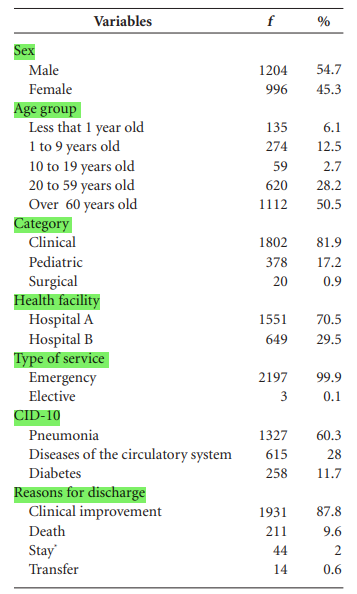 Variables f %
Sex
Male 1204 54.7
Female 996 45.3
Age group
Less that 1 year old 135 6.1
1 to 9 years old 274 12.5
10 to 19 years old 59 2.7
20 to 59 years old 620 28.2
Over 60 years old 1112 50.5
Category
Clinical 1802 81.9
Pediatric 378 17.2
Surgical 20 0.9
Health facility
Hospital A 1551 70.5
Hospital B 649 29.5
Type of service
Emergency 2197 99.9
Elective 3 0.1
CID-10
Pneumonia 1327 60.3
Diseases of the circulatory system 615 28
Diabetes 258 11.7
Reasons for discharge
Clinical improvement 1931 87.8
Death 211 9.6
Stay* 44 2
Transfer 14 0.6